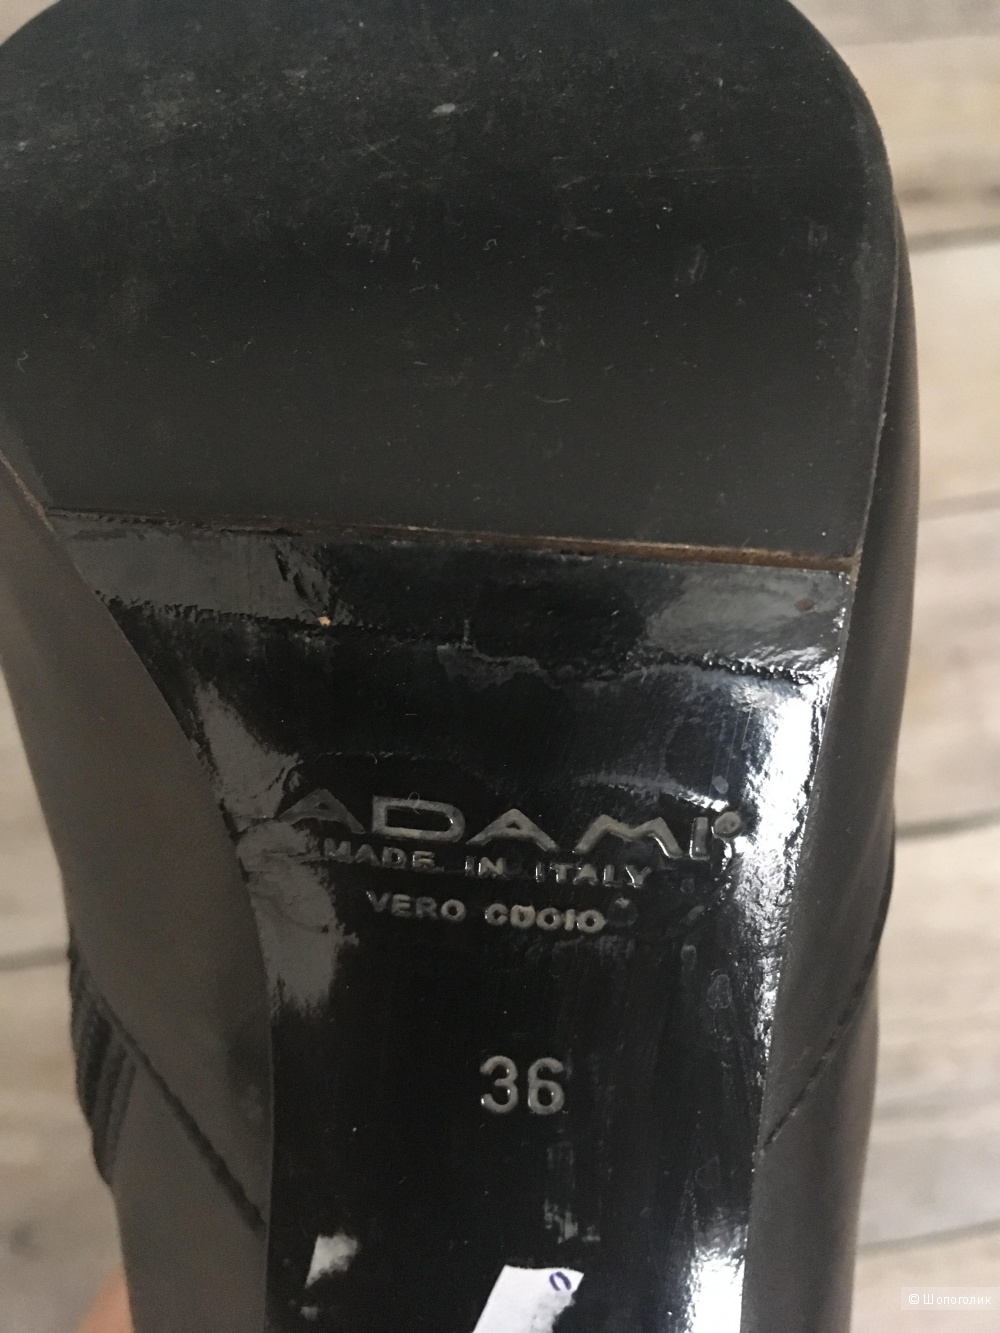 ADAMI®
MADE IN ITALY
VERO CUOIO
36
© Шопоголик